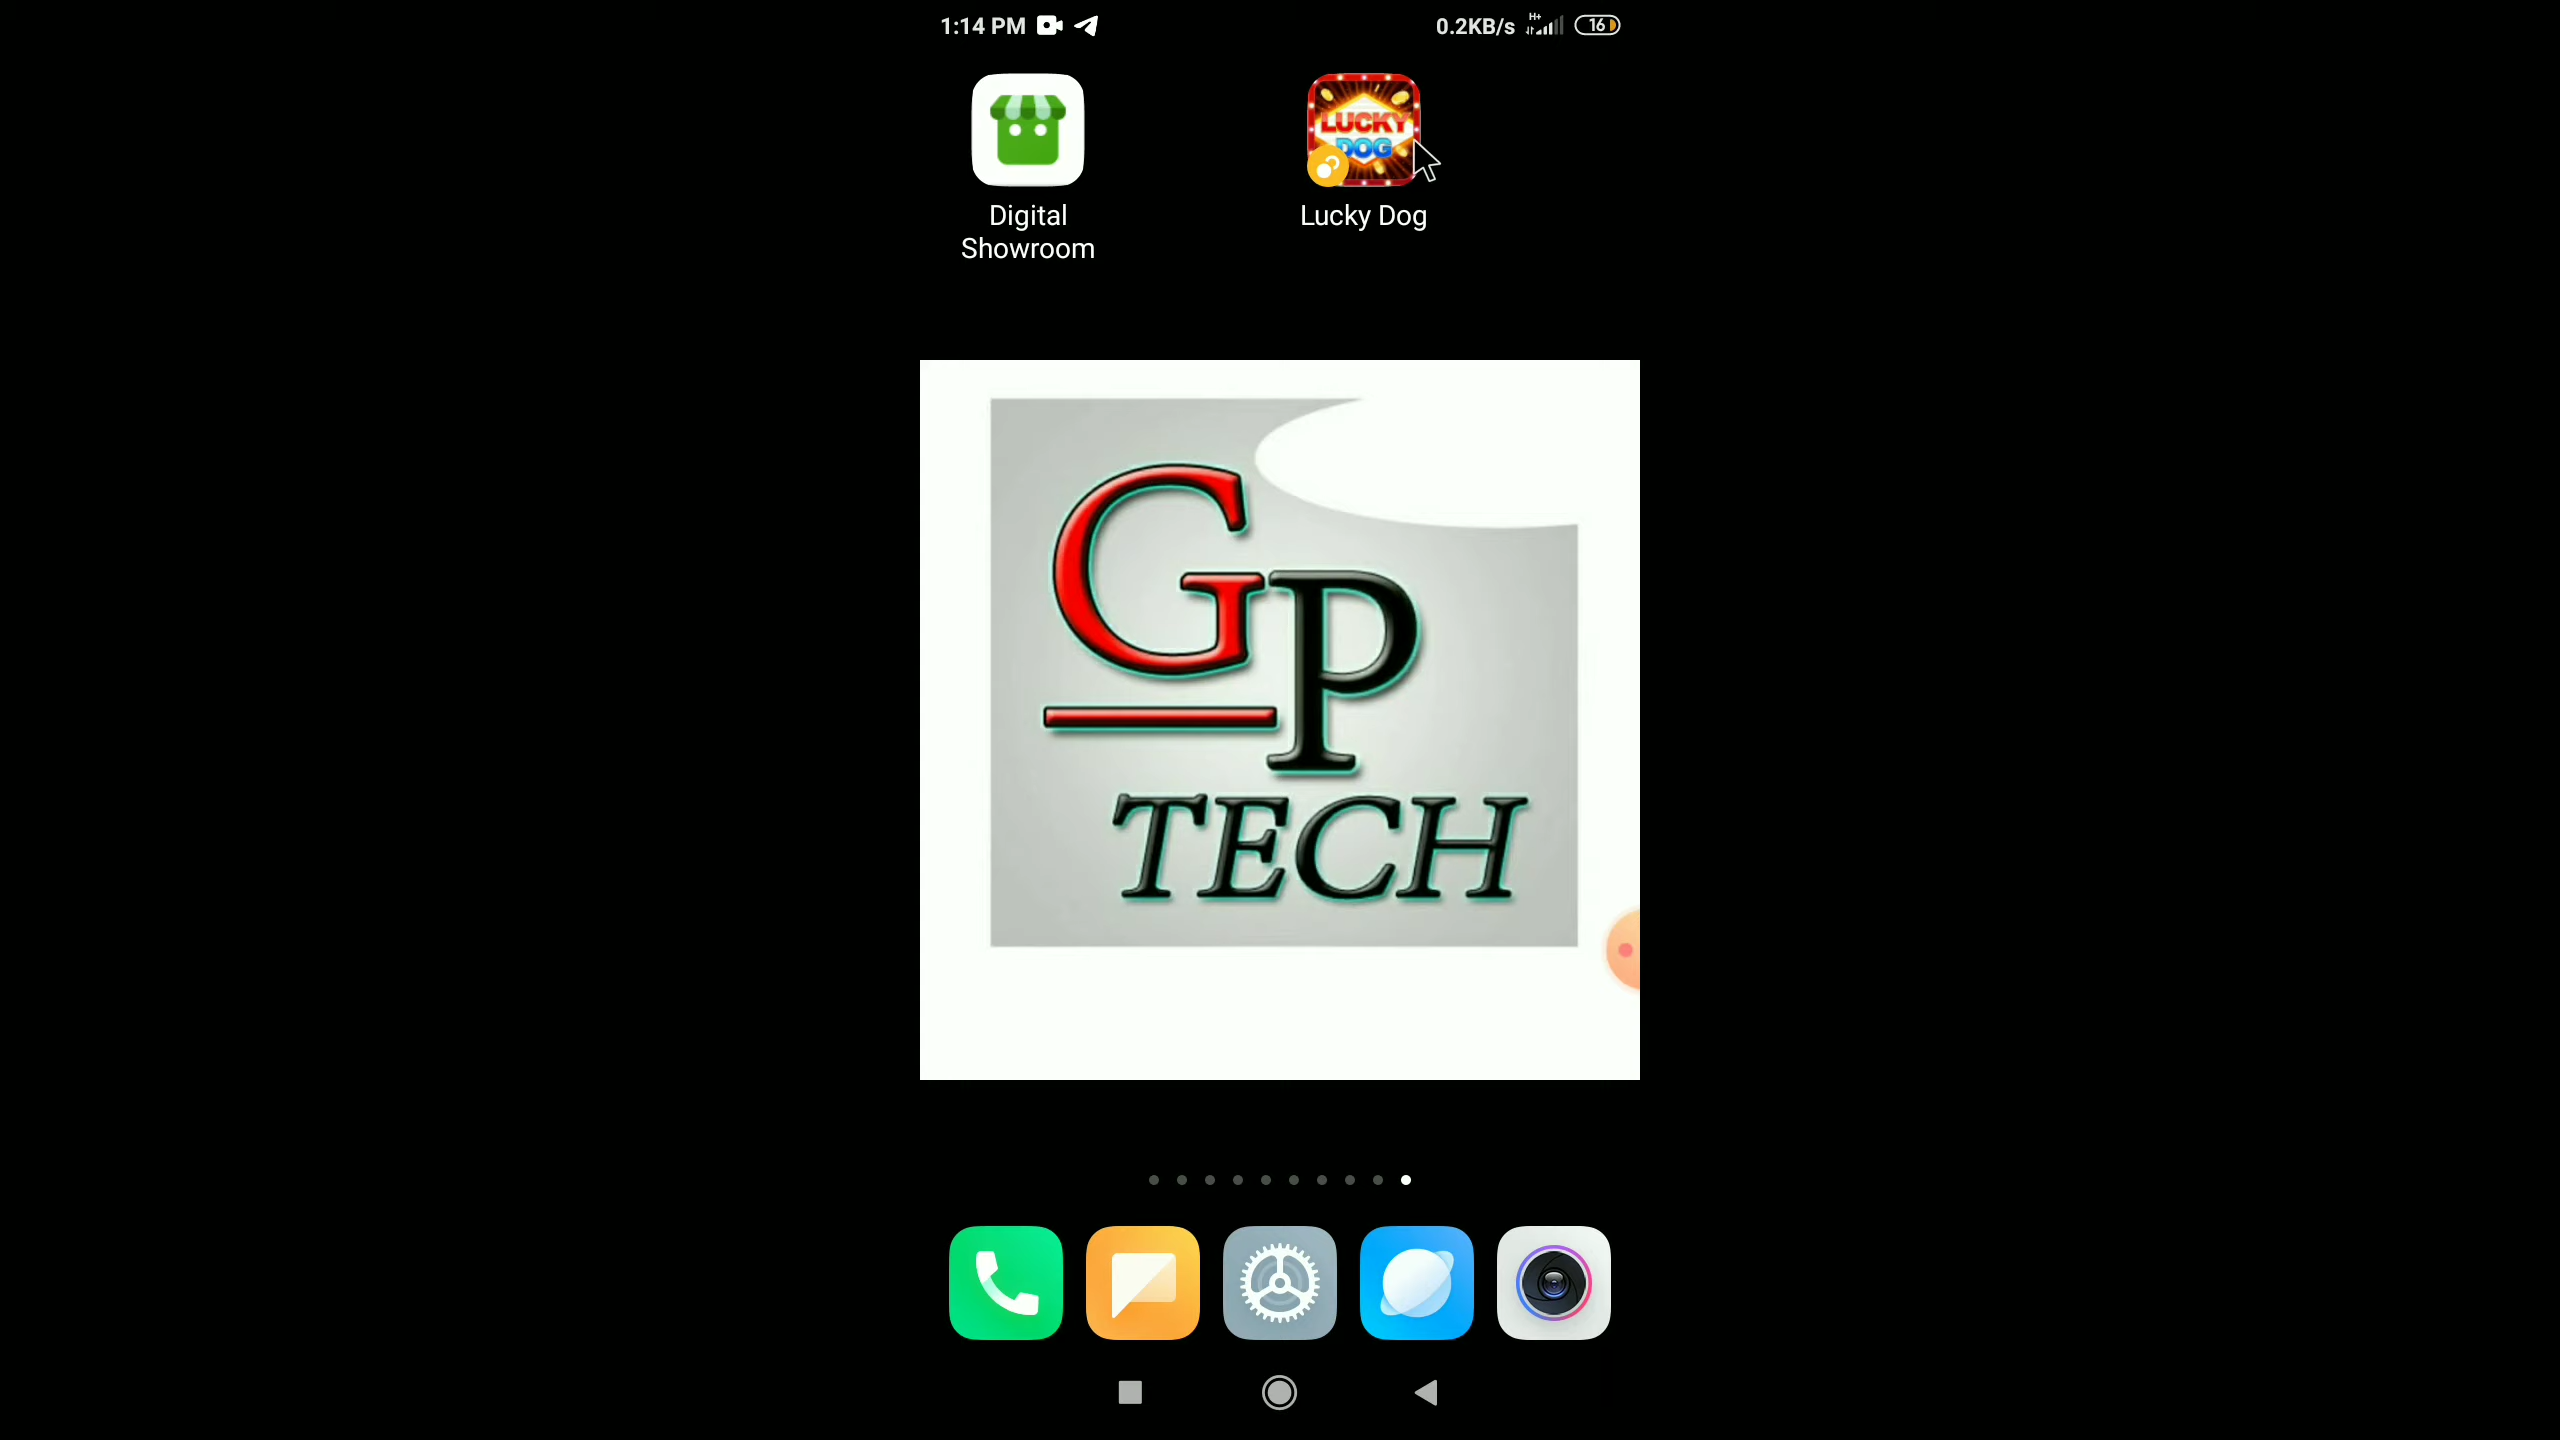 1:14 PM 0.2KB/s H+ 16
LUCKY
DOG
Digital
Showroom
Lucky Dog
GP
TECH